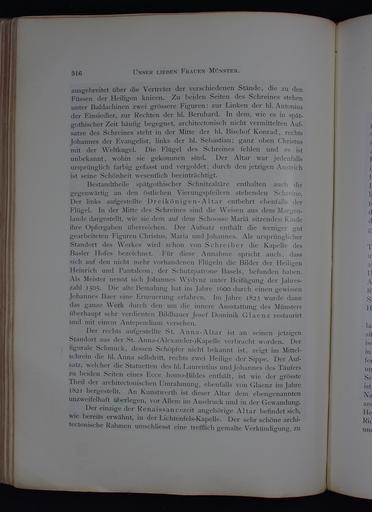 316 UNSER LIEBEN FRAUEN MÜNSTER.
ausgebreitet über die Vertreter der verschiedenen Stände, die zu den
Füssen der Heiligen knieen. Zu beiden Seiten des Schreines stehen
unter Baldachinen zwei grössere Figuren: zur Linken der hl. Antonius
der Einsiedler, zur Rechten der hl. Bernhard. In dem, wie es in spät-
gothischer Zeit häufig begegnet, architektonisch nicht vermittelten Auf-
satze des Schreines steht in der Mitte der hl. Bischof Konrad, rechts
Johannes der Evangelist, links der hl. Sebastian; ganz oben Christus
mit der Weltkugel. Die Flügel des Schreines fehlen und es ist
unbekannt, wohin sie gekommen sind. Der Altar war jedenfalls
ursprünglich farbig gefasst und vergoldet; durch den jetzigen Anstrich
ist seine Schönheit wesentlich beeinträchtigt.
Bestandtheile spätgothischer Schnitzaltäre enthalten auch die
gegenwärtig an den östlichen Vierungspfeilern stehenden Schreine.
Der links aufgestellte Dreikönigen-Altar entbehrt ebenfalls der
Flügel. In der Mitte des Schreines sind die Weisen aus dem Morgen-
lande dargestellt, wie sie dem auf dem Schoosse Mariä sitzenden Kinde
ihre Opfergaben überreichen. Der Aufsatz enthält die weniger gut
gearbeiteten Figuren Christus, Maria und Johannes. Als ursprünglicher
Standort des Werkes wird schon von Schreiber die Kapelle des
Basler Hofes bezeichnet. Für diese Annahme spricht auch, dass
sich auf den nicht mehr vorhandenen Flügeln die Bilder der Heiligen
Heinrich und Pantaleon, der Schutzpatrone Basels, befunden haben.
Als Meister nennt sich Johannes Wydynz unter Beifügung der Jahres-
zahl 1505. Die alte Bemalung hat im Jahre 1600 durch einen gewissen
Johannes Baer eine Erneuerung erfahren. Im Jahre 1823 wurde dann
das ganze Werk durch den um die innere Ausstattung des Münsters
überhaupt sehr verdienten Bildhauer Josef Dominik Glaenz restaurirt
und mit einem Antependium versehen.
Der rechts aufgestellte St. Anna-Altar ist an seinen jetzigen
Standort aus der St. Anna-(Alexander-)Kapelle verbracht worden. Der
figurale Schmuck, dessen Schöpfer nicht bekannt ist, zeigt im Mittel-
schrein die hl. Anna selbdritt, rechts zwei Heilige der Sippe. Der Auf-
satz, welcher die Statuetten des hl. Laurentius und Johannes des Täufers
zu beiden Seiten eines Ecce homo-Bildes enthält, ist wie der grösste
Theil der architektonischen Umrahmung, ebenfalls von Glaenz im Jahre
1821 hergestellt. An Kunstwerth ist dieser Altar dem ebengenannten
unzweifelhaft überlegen, vor Allem im Ausdruck und in der Gewandung.
Der einzige der Renaissancezeit angehörige Altar befindet sich,
wie bereits erwähnt, in der Lichtenfels-Kapelle. Der sehr schöne archi-
tektonische Rahmen umschliesst eine trefflich gemalte Verkündigung, zu